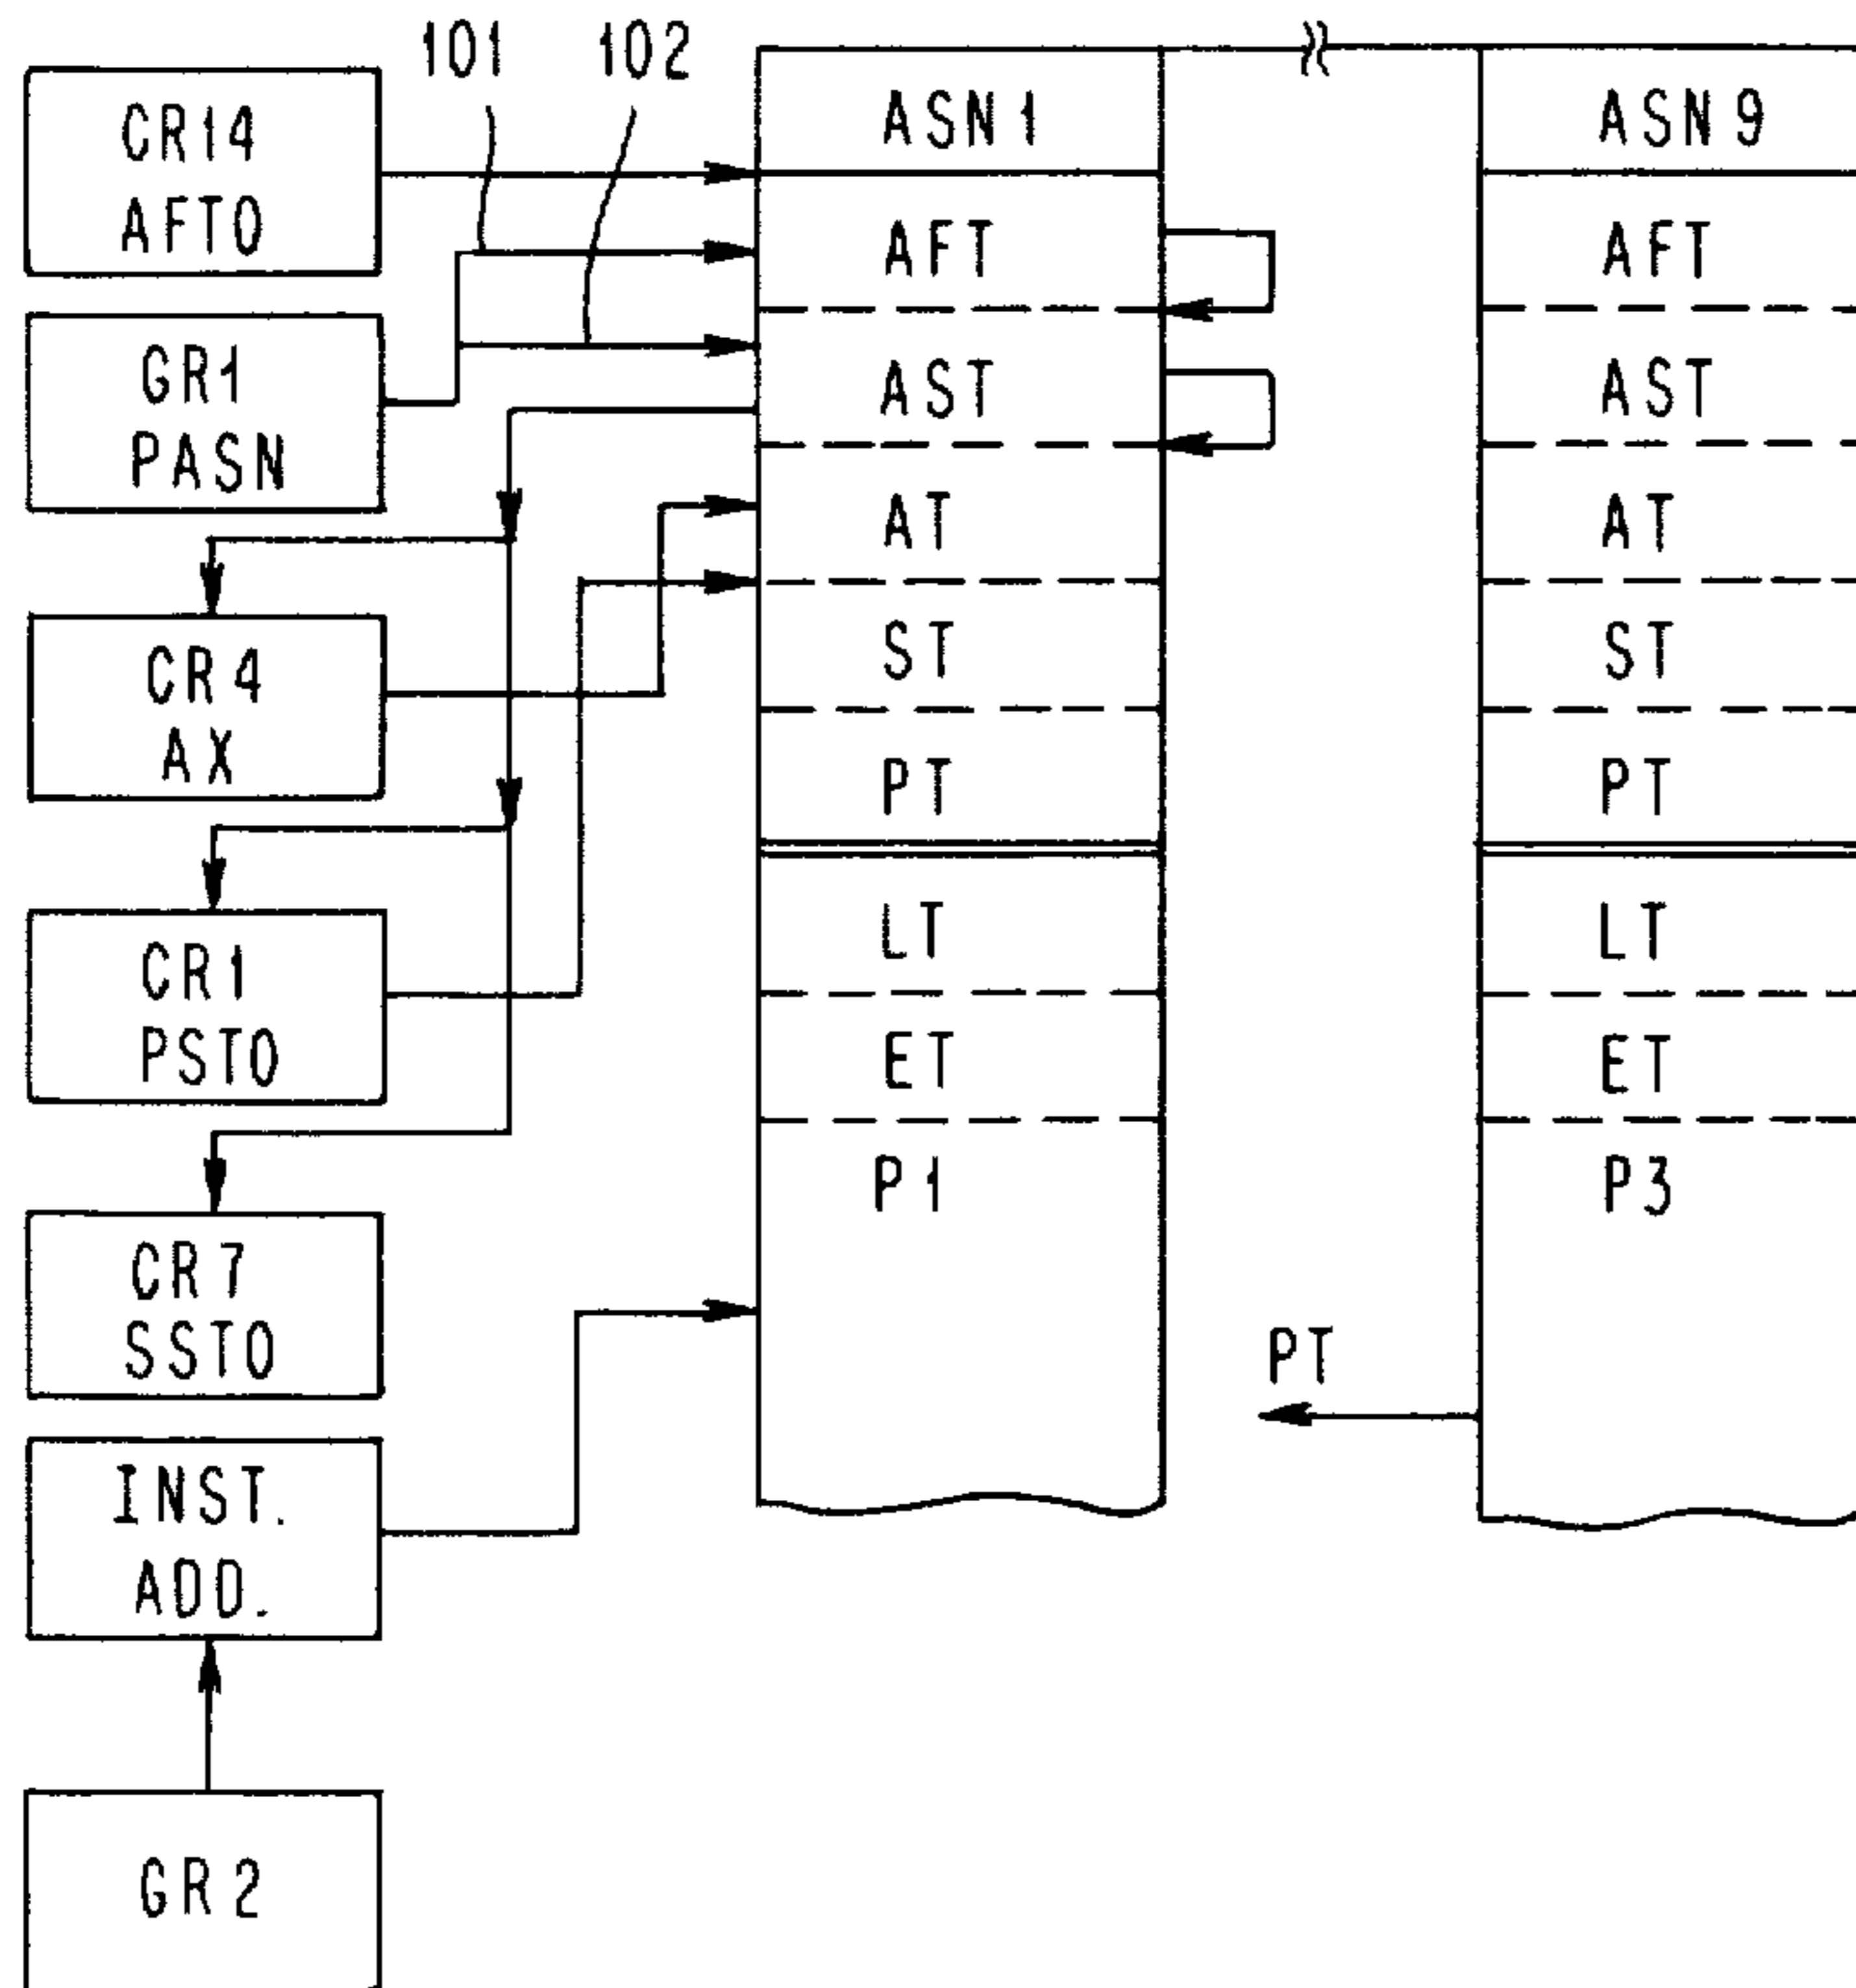 101
102
CR14
AFTO
GR1
PASN
CR4
AX
CR1
PSTO
CR7
SSTO
INST.
ADD.
GR2
ASN1
AFT
AST
AT
ST
PT
LT
ET
P1
PT
ASN9
AFT
AST
AT
ST
PT
LT
ET
P3